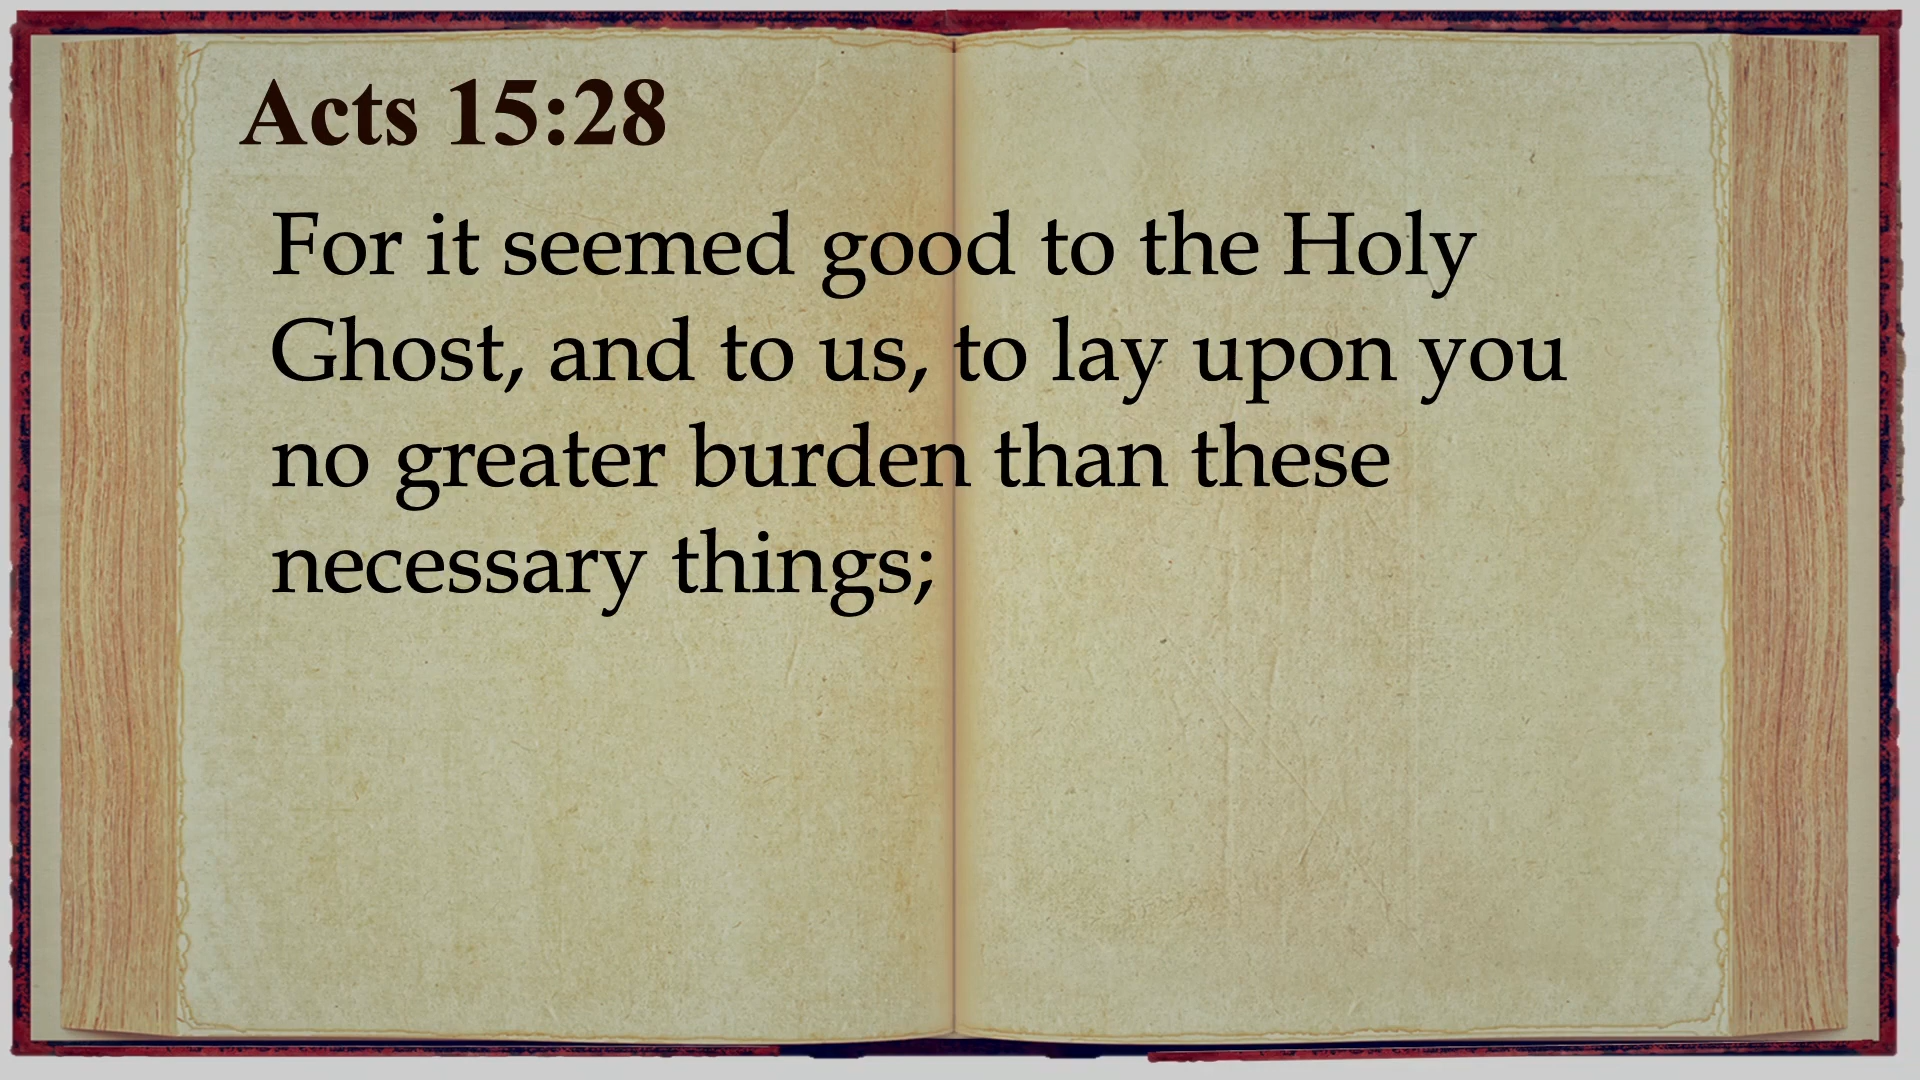 Acts 15:28
For it seemed good to the Holy
Ghost, and to us, to lay upon you
no greater burden than these
necessary things;